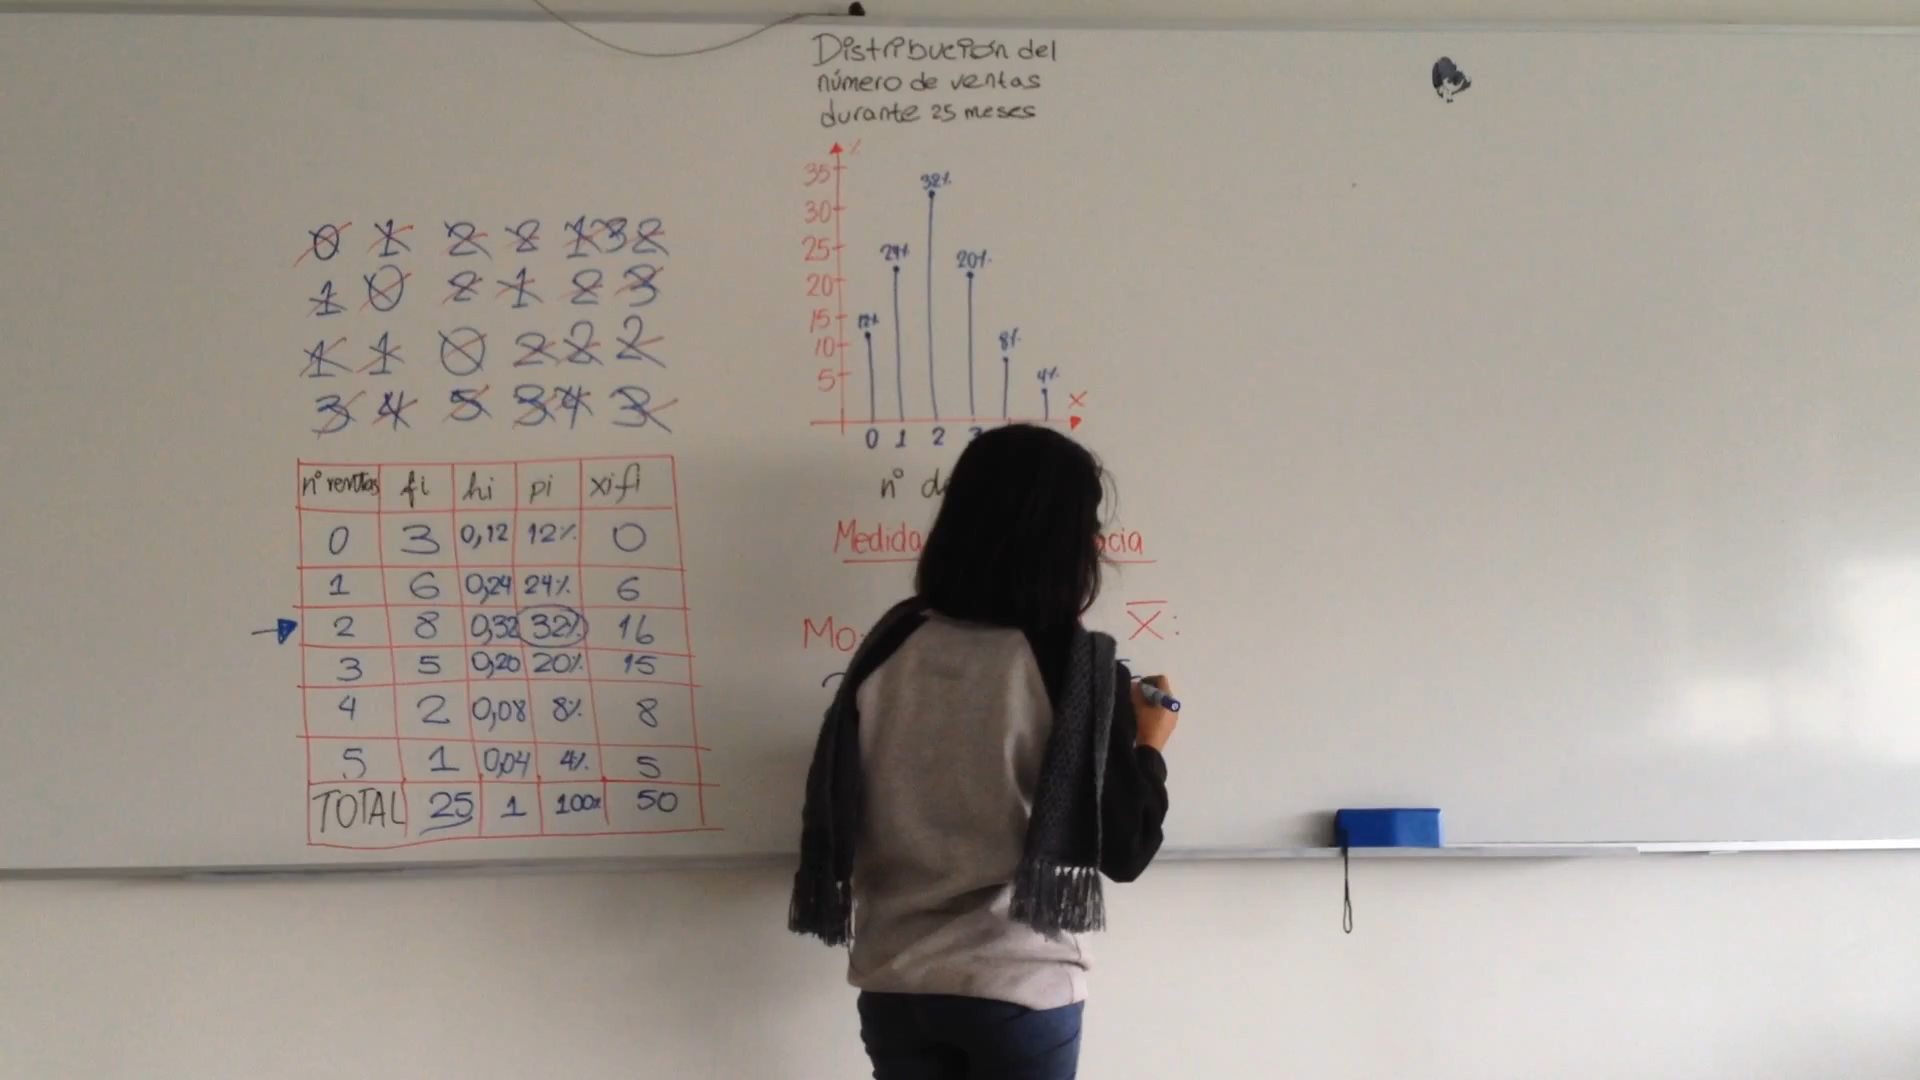 Distribución del
número de ventas
durante 25 meses
%
35
30
25
20
15
10
5
12%
24%
32%
20%
8%
4%
x
0 1 2 3
n° de
0 1 2 2 1 3 2
1 0 2 1 2 3
1 1 0 2 2 2
3 4 5 3 4 3
n° ventas fi hi pi xifi
0 3 0,12 12% 0
1 6 0,24 24% 6
2 8 0,32 32% 16
3 5 0,20 20% 15
4 2 0,08 8% 8
5 1 0,04 4% 5
TOTAL 25 1 100% 50
Medida
Mo: X̅: